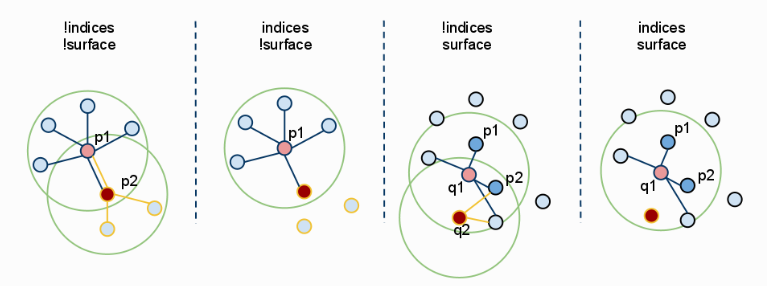 !indices
!surface
p1
p2
indices
!surface
p1
!indices
surface
p1
q1
p2
q2
indices
surface
p1
q1
p2